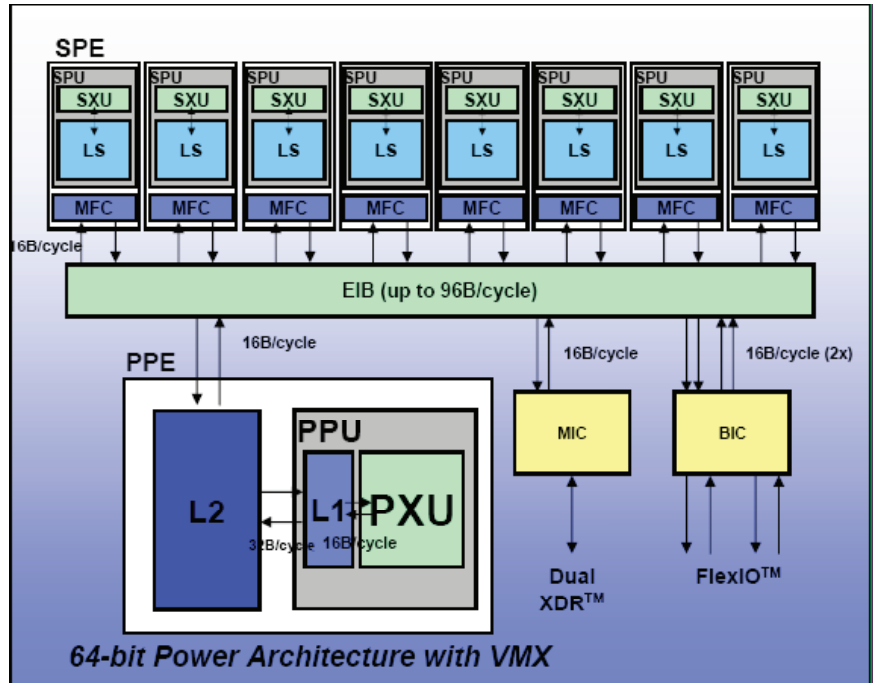 SPE
SPU SPU SPU SPU SPU SPU SPU SPU
SXU SXU SXU SXU SXU SXU SXU SXU
LS LS LS LS LS LS LS LS
MFC MFC MFC MFC MFC MFC MFC MFC
16B/cycle
EIB (up to 96B/cycle)
16B/cycle 16B/cycle 16B/cycle (2x)
PPE
PPU
MIC BIC
L2 L1 PXU
32B/cycle 16B/cycle
Dual FlexIO™
XDR™
64-bit Power Architecture with VMX